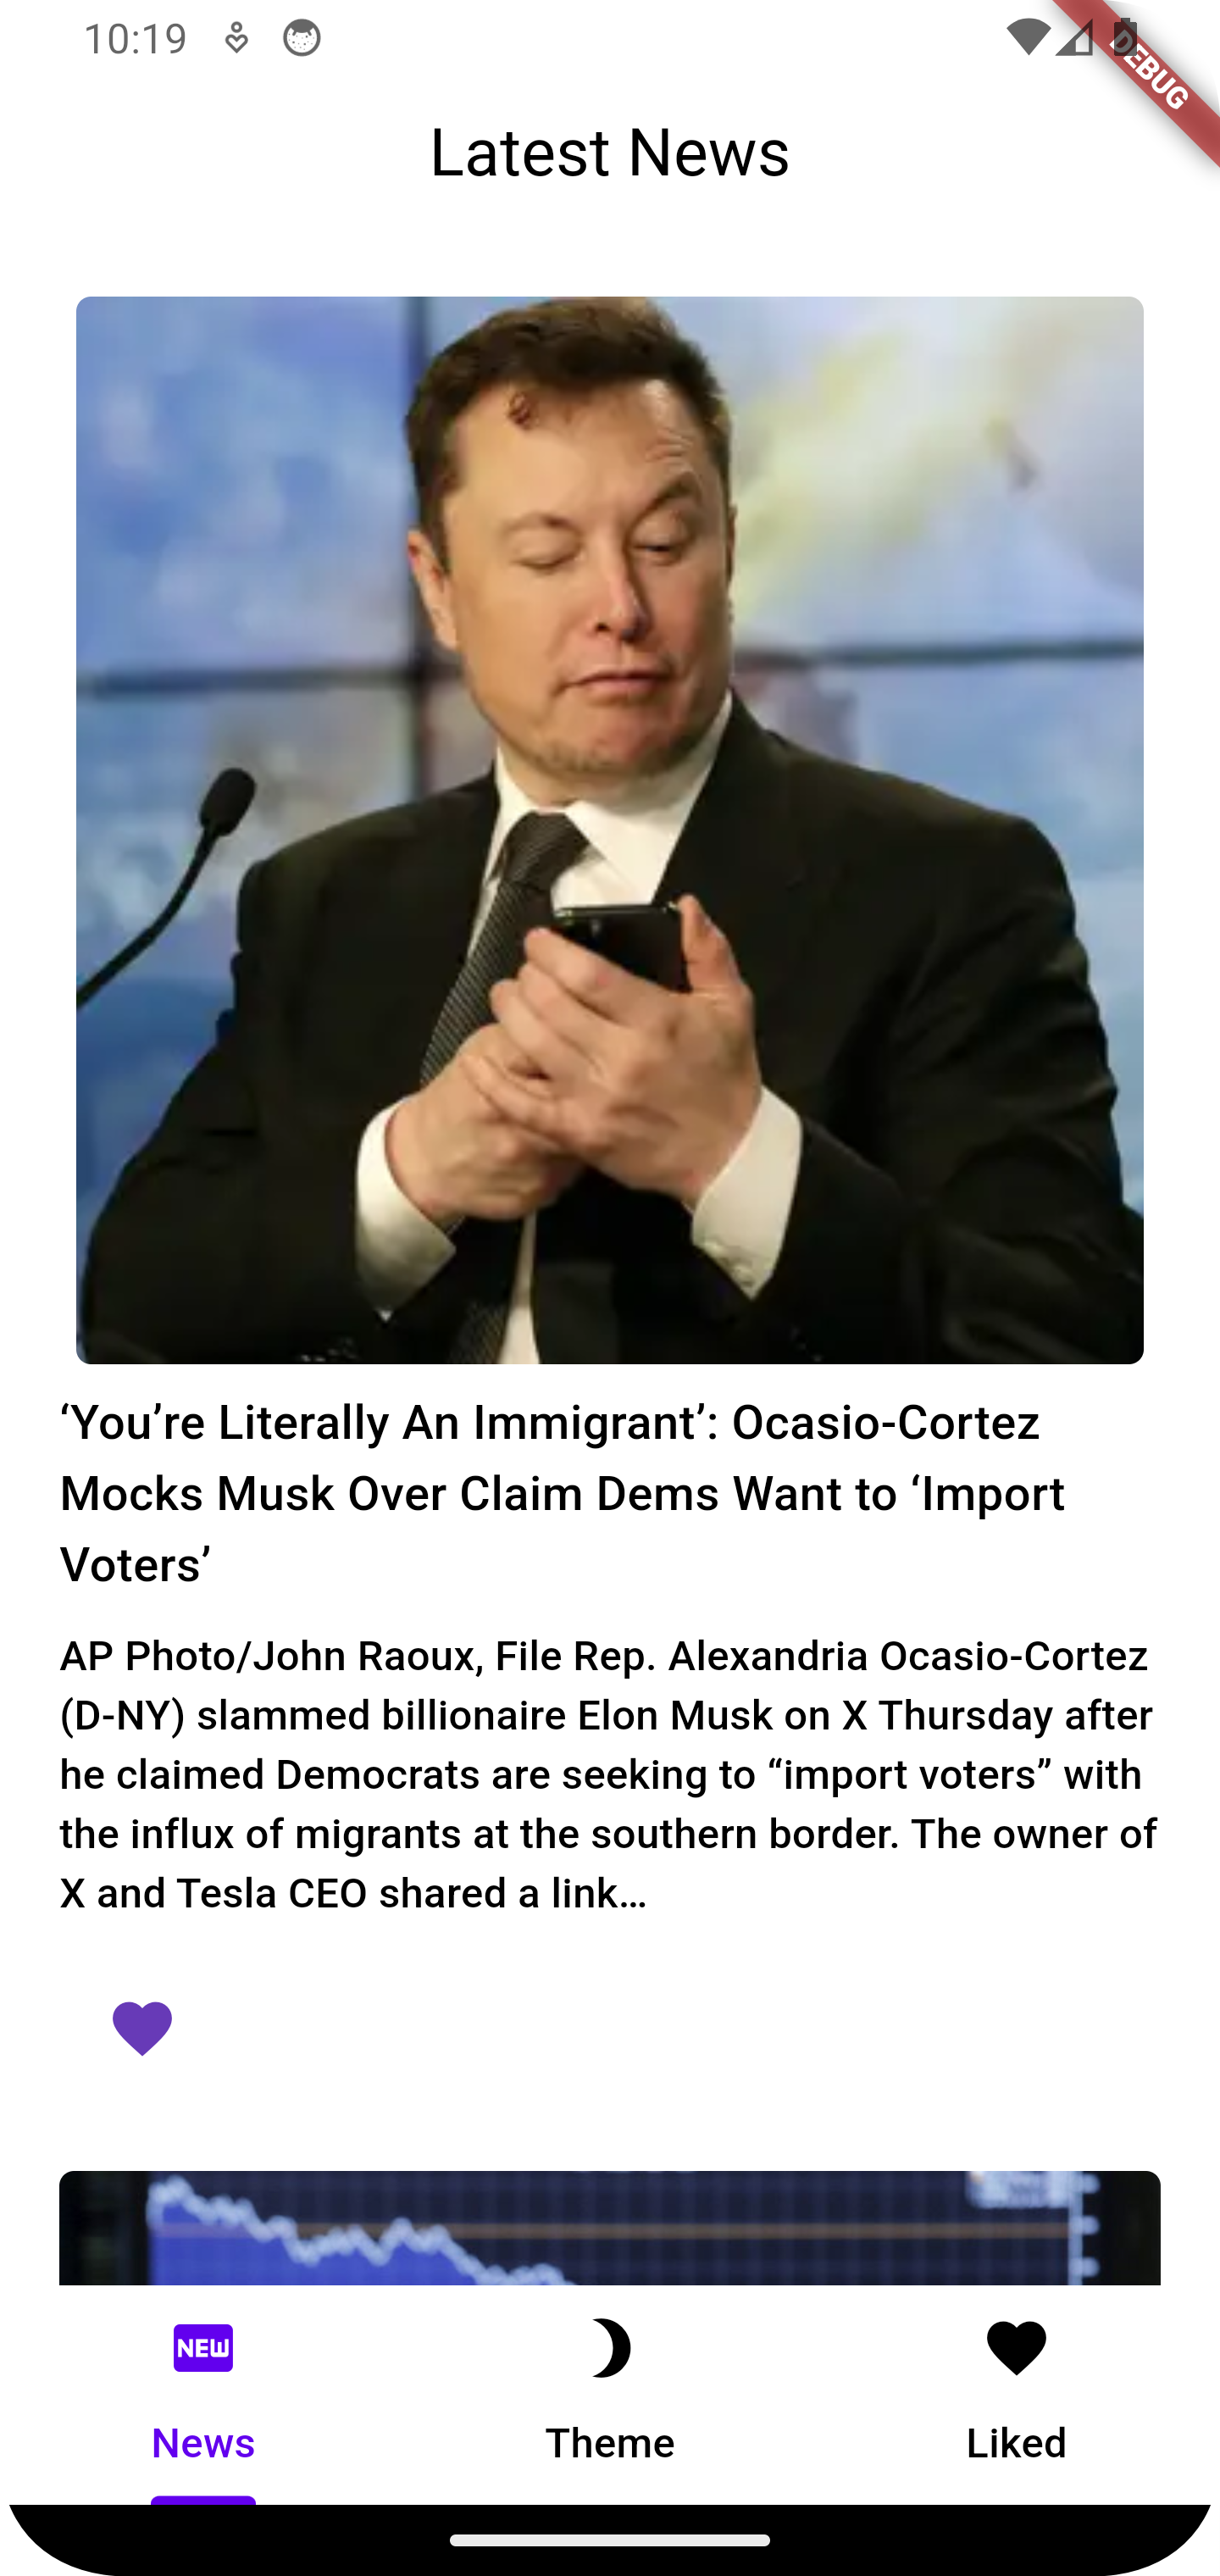 10:19
DEBUG
Latest News
‘You’re Literally An Immigrant’: Ocasio-Cortez
Mocks Musk Over Claim Dems Want to ‘Import
Voters’
AP Photo/John Raoux, File Rep. Alexandria Ocasio-Cortez
(D-NY) slammed billionaire Elon Musk on X Thursday after
he claimed Democrats are seeking to “import voters” with
the influx of migrants at the southern border. The owner of
X and Tesla CEO shared a link…
NEW
News
Theme
Liked